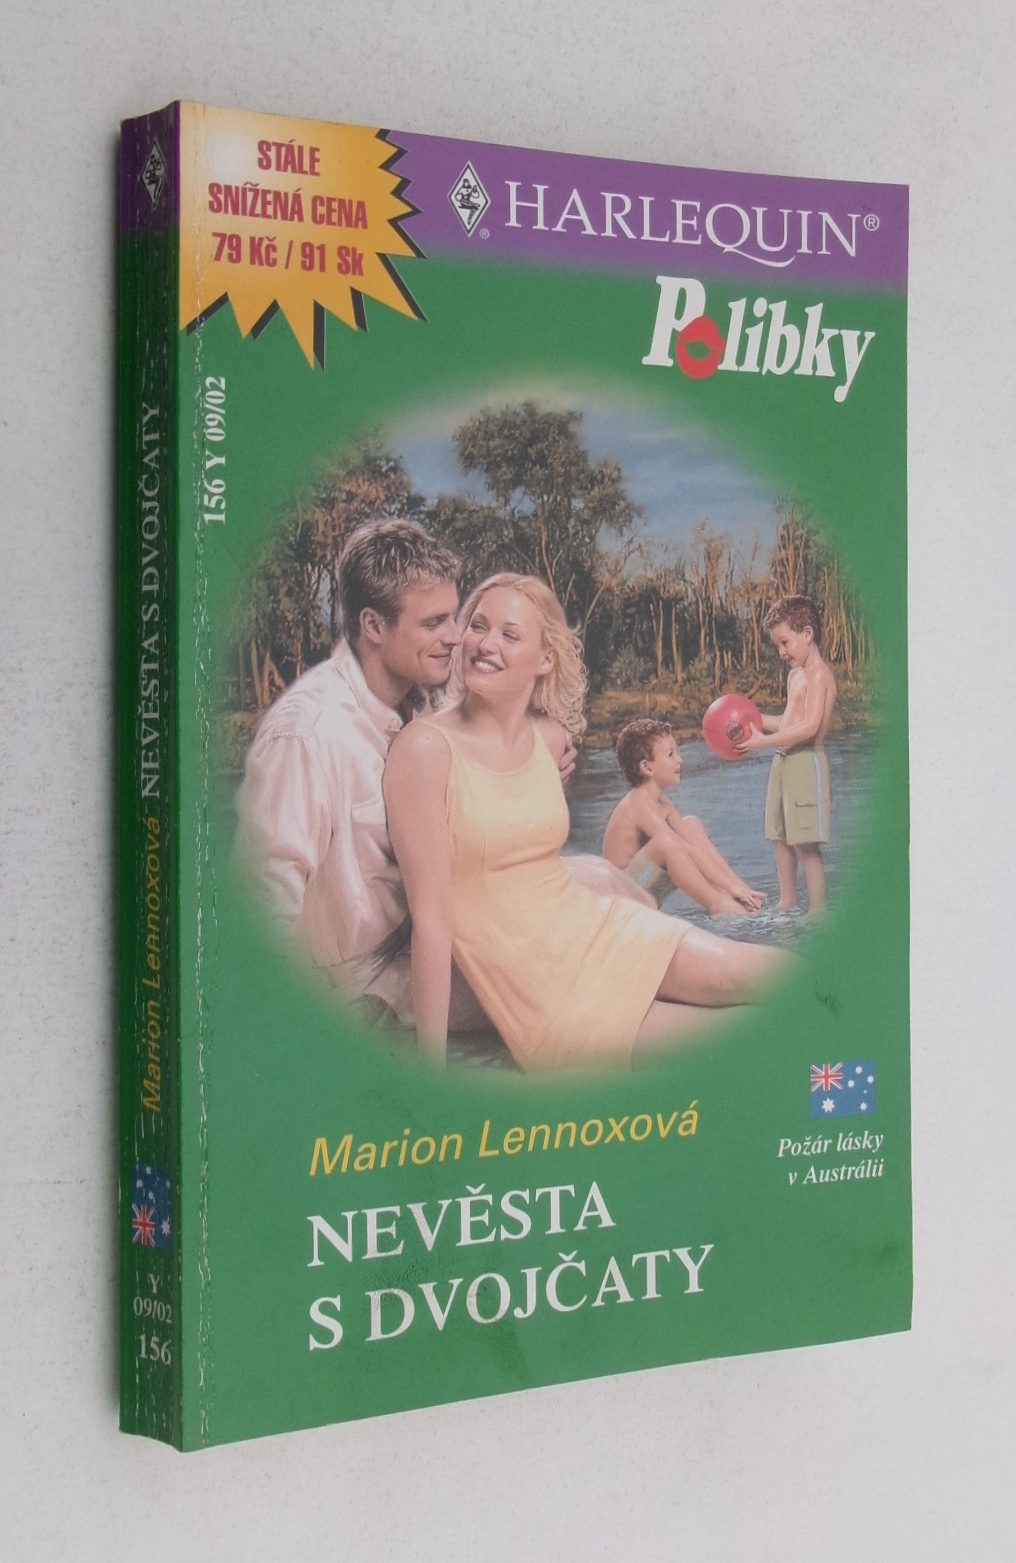 STÁLE
SNÍŽENÁ CENA
79 Kč / 91 Sk
HARLEQUIN®
Polibky
156 Y 09/02
Marion Lennoxová
NEVĚSTA
S DVOJČATY
Požár lásky
v Austrálii
Marion Lennoxová NEVĚSTA S DVOJČATY
Y
09/02
156